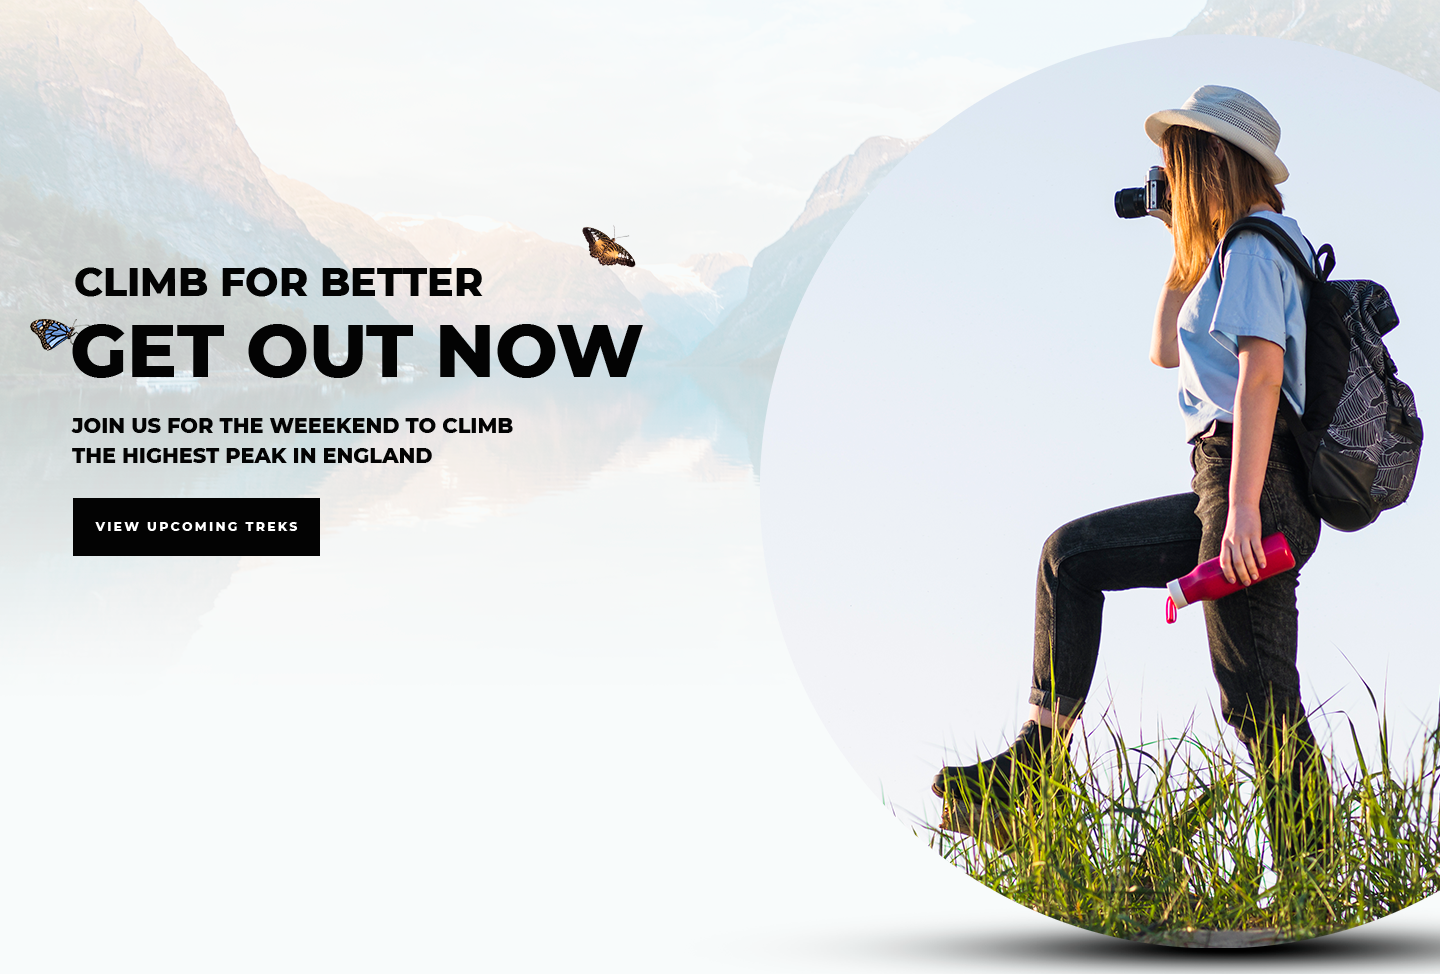 CLIMB FOR BETTER
GET OUT NOW
JOIN US FOR THE WEEEKEND TO CLIMB
THE HIGHEST PEAK IN ENGLAND
VIEW UPCOMING TREKS